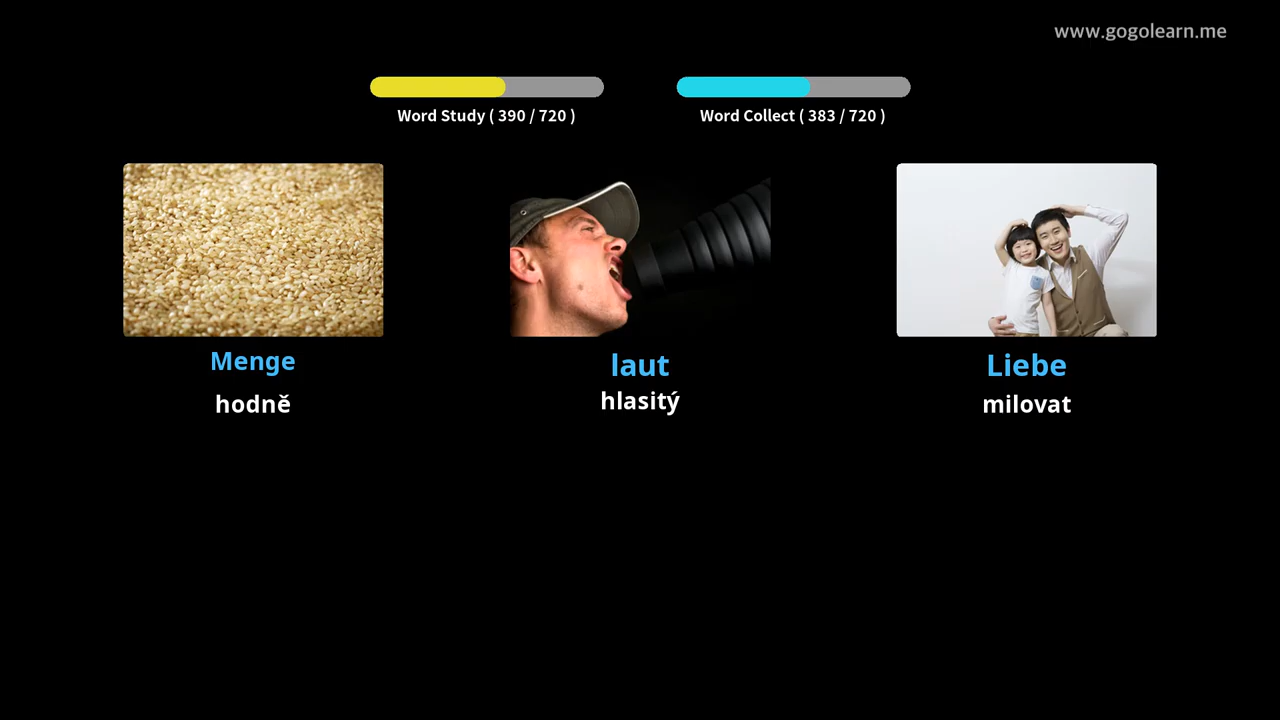 www.gogolearn.me
Word Study ( 390 / 720 )
Word Collect ( 383 / 720 )
Menge
laut
Liebe
hodně
hlasitý
milovat